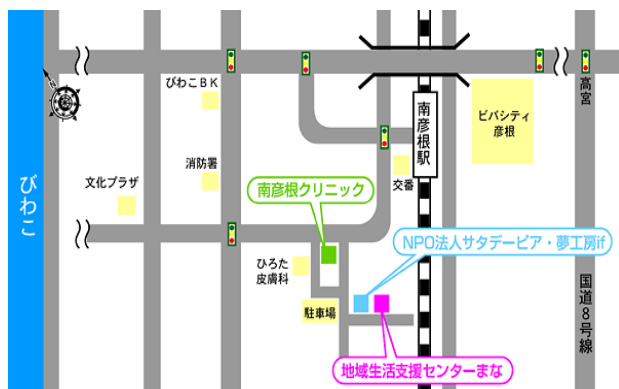 びわこBK
高宮
ビバシティ
彦根
南彦根駅
消防署
交番
文化プラザ
南彦根クリニック
びわこ
NPO法人サタデーピア・夢工房if
ひろた
皮膚科
駐車場
国道8号線
地域生活支援センターまな